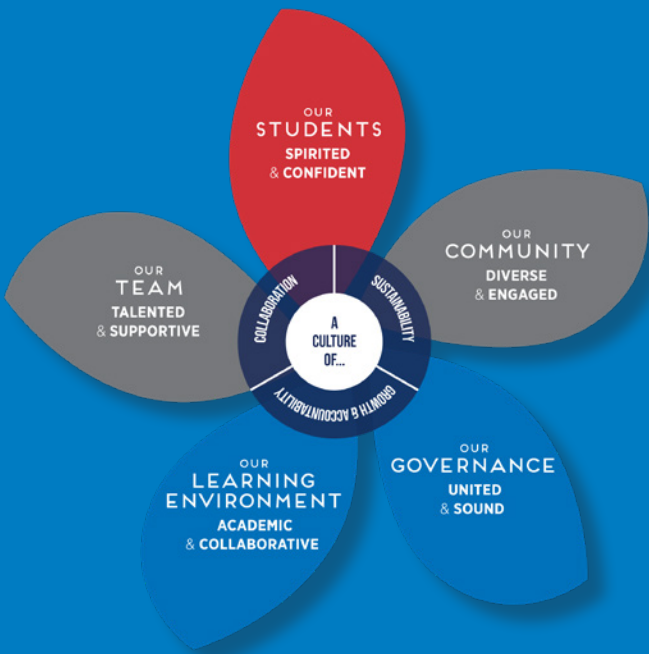 OUR
STUDENTS
SPIRITED
& CONFIDENT
OUR
COMMUNITY
DIVERSE
& ENGAGED
OUR
TEAM
TALENTED
& SUPPORTIVE
COLLABORATION
SUSTAINABILITY
GROWTH & ACCOUNTABILITY
A
CULTURE
OF...
OUR
LEARNING
ENVIRONMENT
ACADEMIC
& COLLABORATIVE
OUR
GOVERNANCE
UNITED
& SOUND